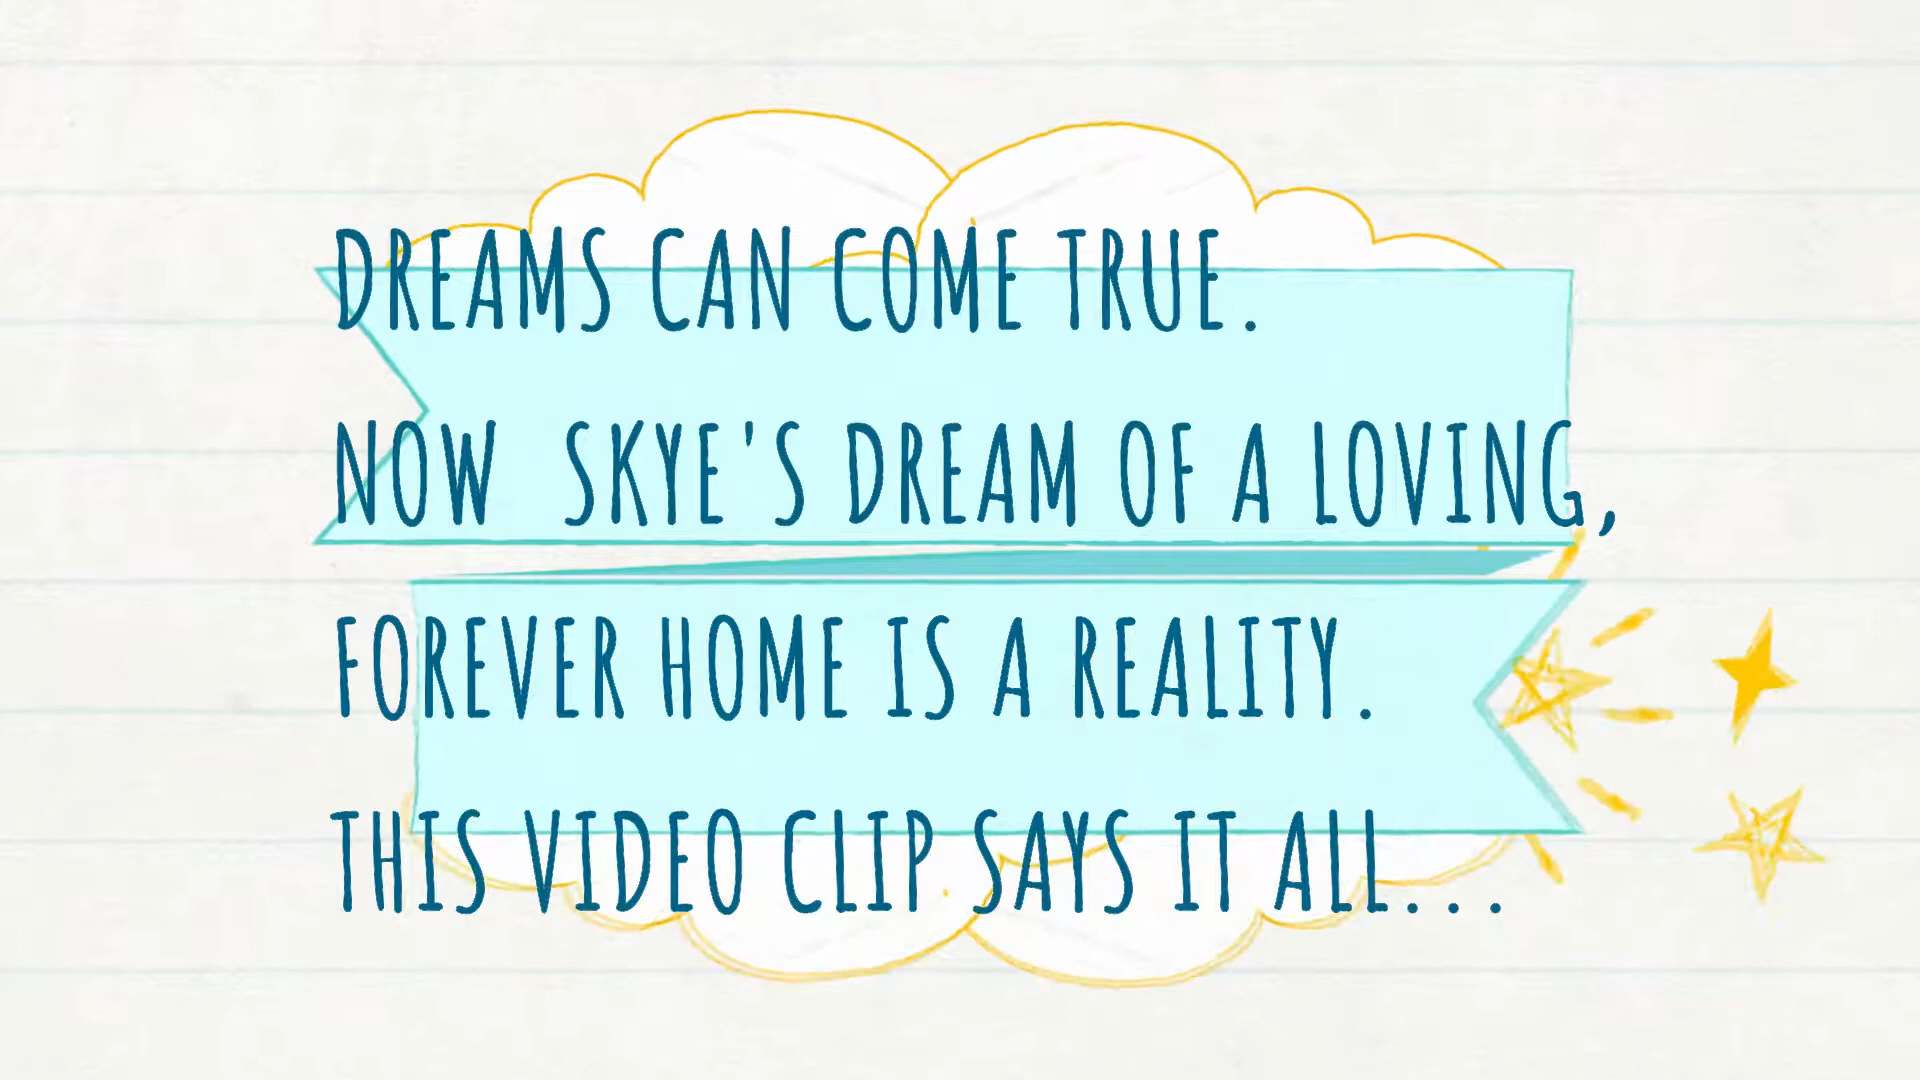 DREAMS CAN COME TRUE.
NOW  SKYE'S DREAM OF A LOVING,
FOREVER HOME IS A REALITY.
THIS VIDEO CLIP SAYS IT ALL...